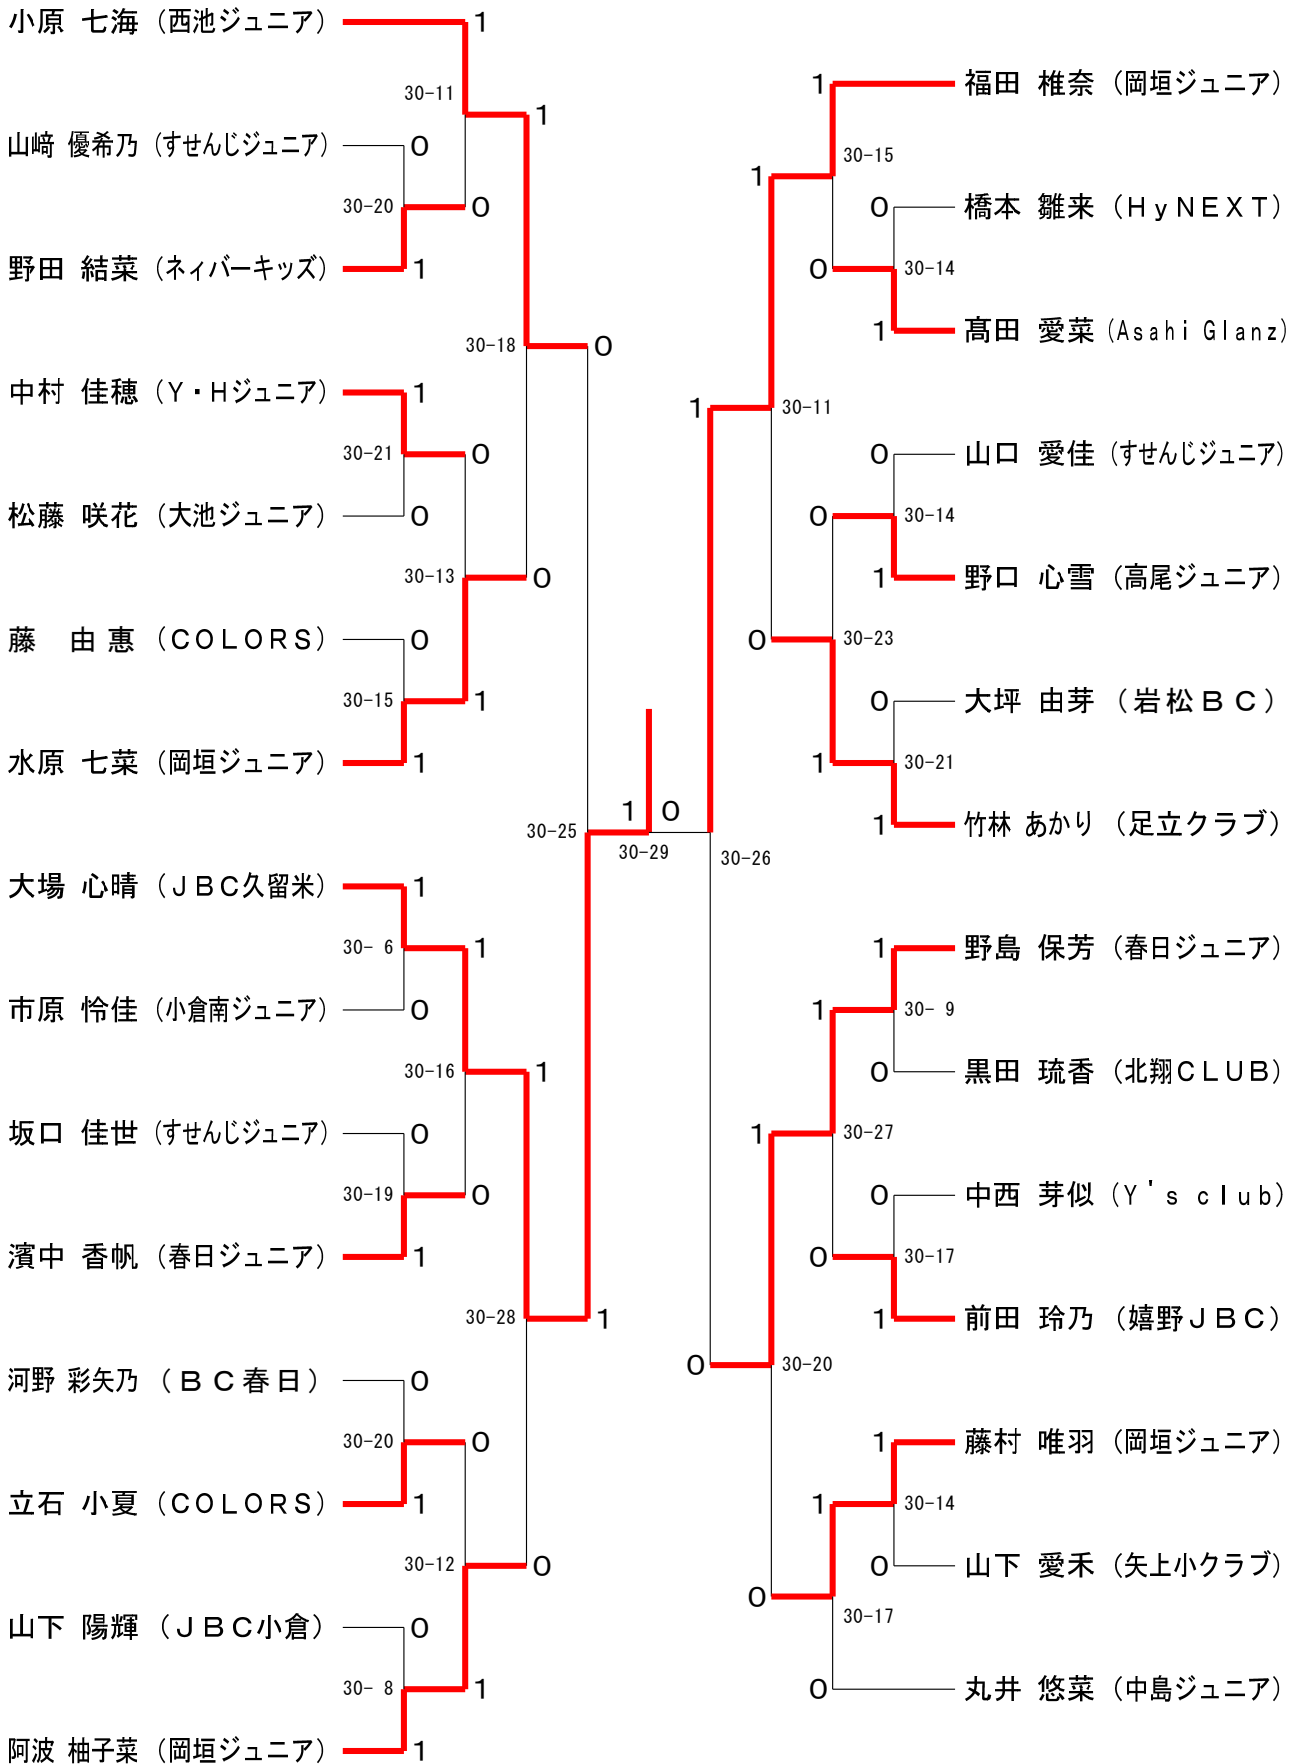 小原 七海 (西池ジュニア)
1
30-11
1
山﨑 優希乃 (すせんじジュニア)
0
30-20
0
野田 結菜 (ネィバーキッズ)
1
30-18
0
中村 佳穂 (Y・Hジュニア)
1
30-21
0
松藤 咲花 (大池ジュニア)
0
30-13
0
藤 由惠 (COLORS)
0
30-15
1
水原 七菜 (岡垣ジュニア)
1
30-25
大場 心晴 (JBC久留米)
1
30- 6
1
市原 怜佳 (小倉南ジュニア)
0
30-16
1
坂口 佳世 (すせんじジュニア)
0
30-19
0
濱中 香帆 (春日ジュニア)
1
30-28
1
河野 彩矢乃 (BC春日)
0
30-20
0
立石 小夏 (COLORS)
1
30-12
0
山下 陽輝 (JBC小倉)
0
30- 8
1
阿波 柚子菜 (岡垣ジュニア)
1
1 0
30-29
1
福田 椎奈 (岡垣ジュニア)
30-15
1
0
橋本 雛来 (HyNEXT)
0
30-14
1
髙田 愛菜 (Asahi Glanz)
1
30-11
0
山口 愛佳 (すせんじジュニア)
0
30-14
1
野口 心雪 (高尾ジュニア)
0
30-23
0
大坪 由芽 (岩松BC)
1
30-21
1
竹林 あかり (足立クラブ)
30-26
1
野島 保芳 (春日ジュニア)
1
30- 9
0
黒田 琉香 (北翔CLUB)
1
30-27
0
中西 芽似 (Y's club)
0
30-17
1
前田 玲乃 (嬉野JBC)
0
30-20
1
藤村 唯羽 (岡垣ジュニア)
1
30-14
0
山下 愛禾 (矢上小クラブ)
0
30-17
0
丸井 悠菜 (中島ジュニア)